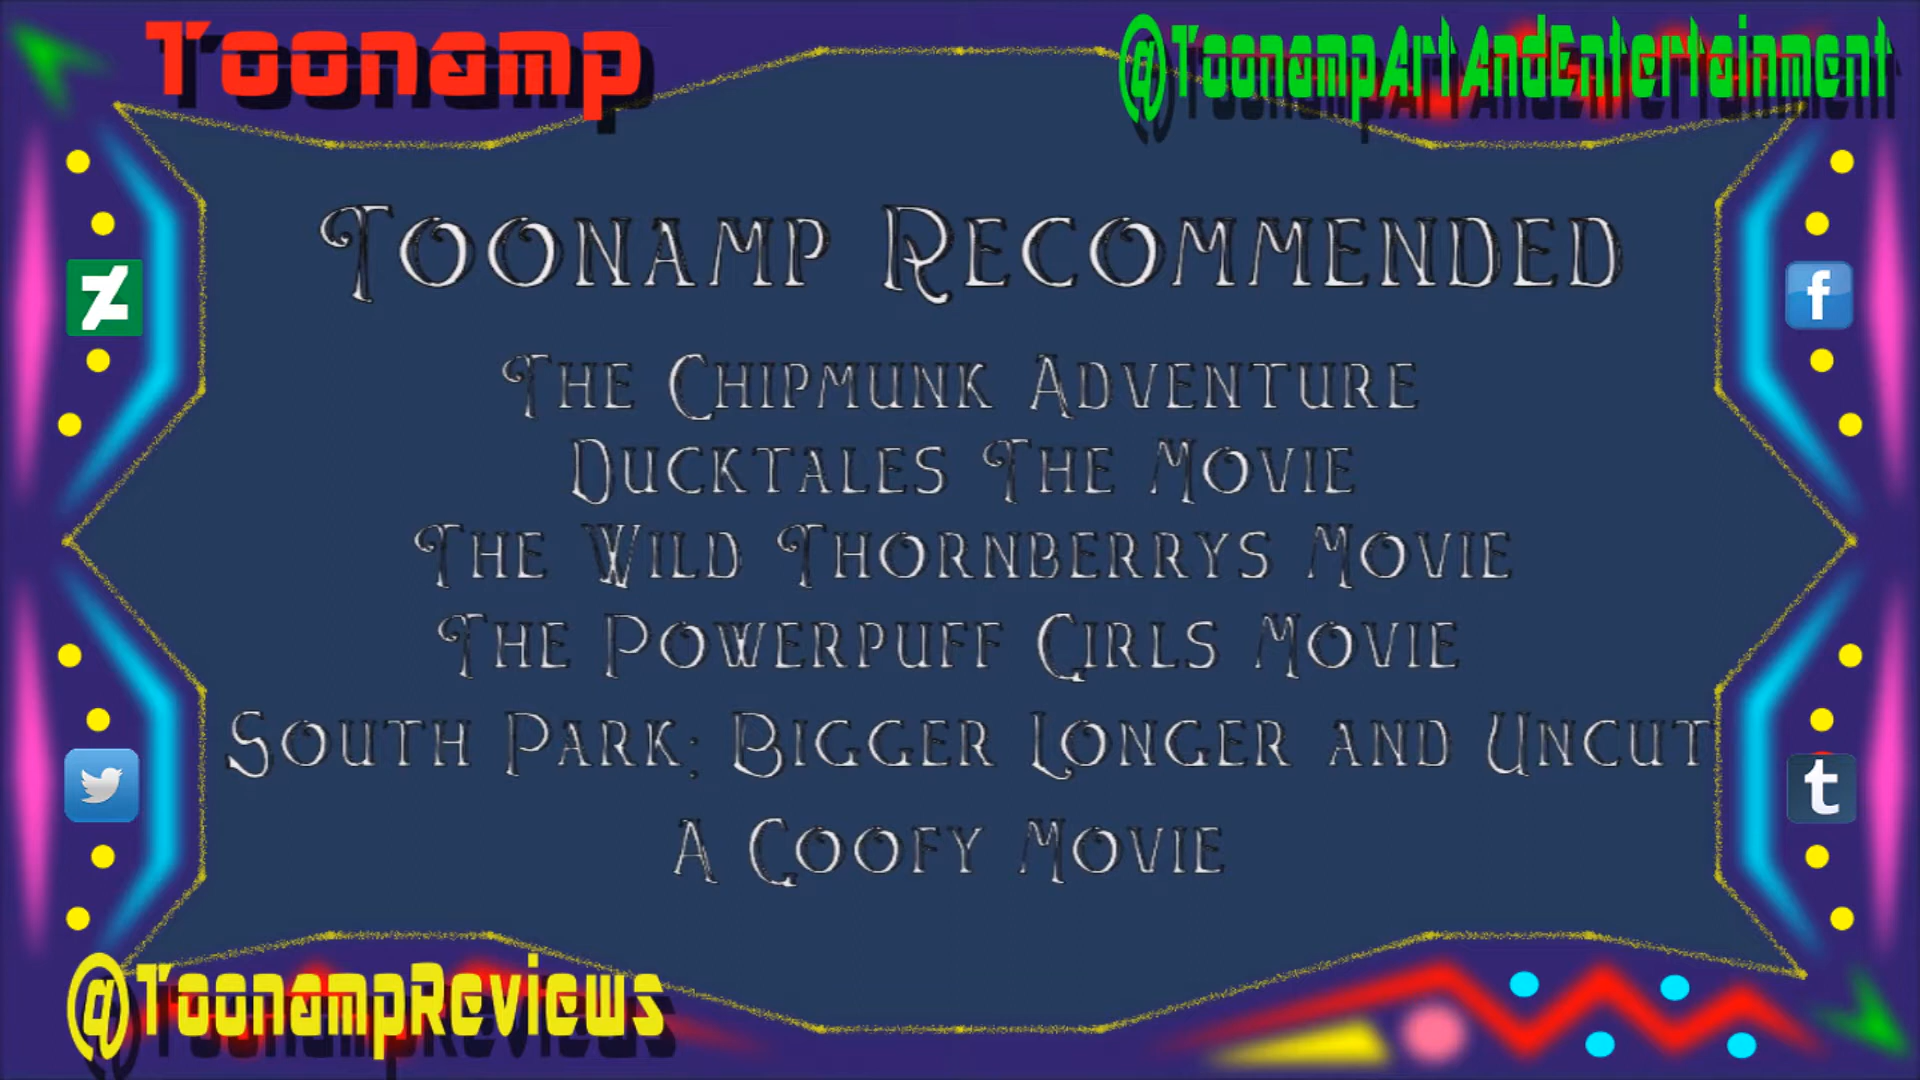 Toonamp
@ToonampArtAndEntertainment
Toonamp Recommended
The Chipmunk Adventure
Ducktales The Movie
The Wild Thornberrys Movie
The Powerpuff Girls Movie
South Park: Bigger Longer and Uncut
A Goofy Movie
@ToonampReviews